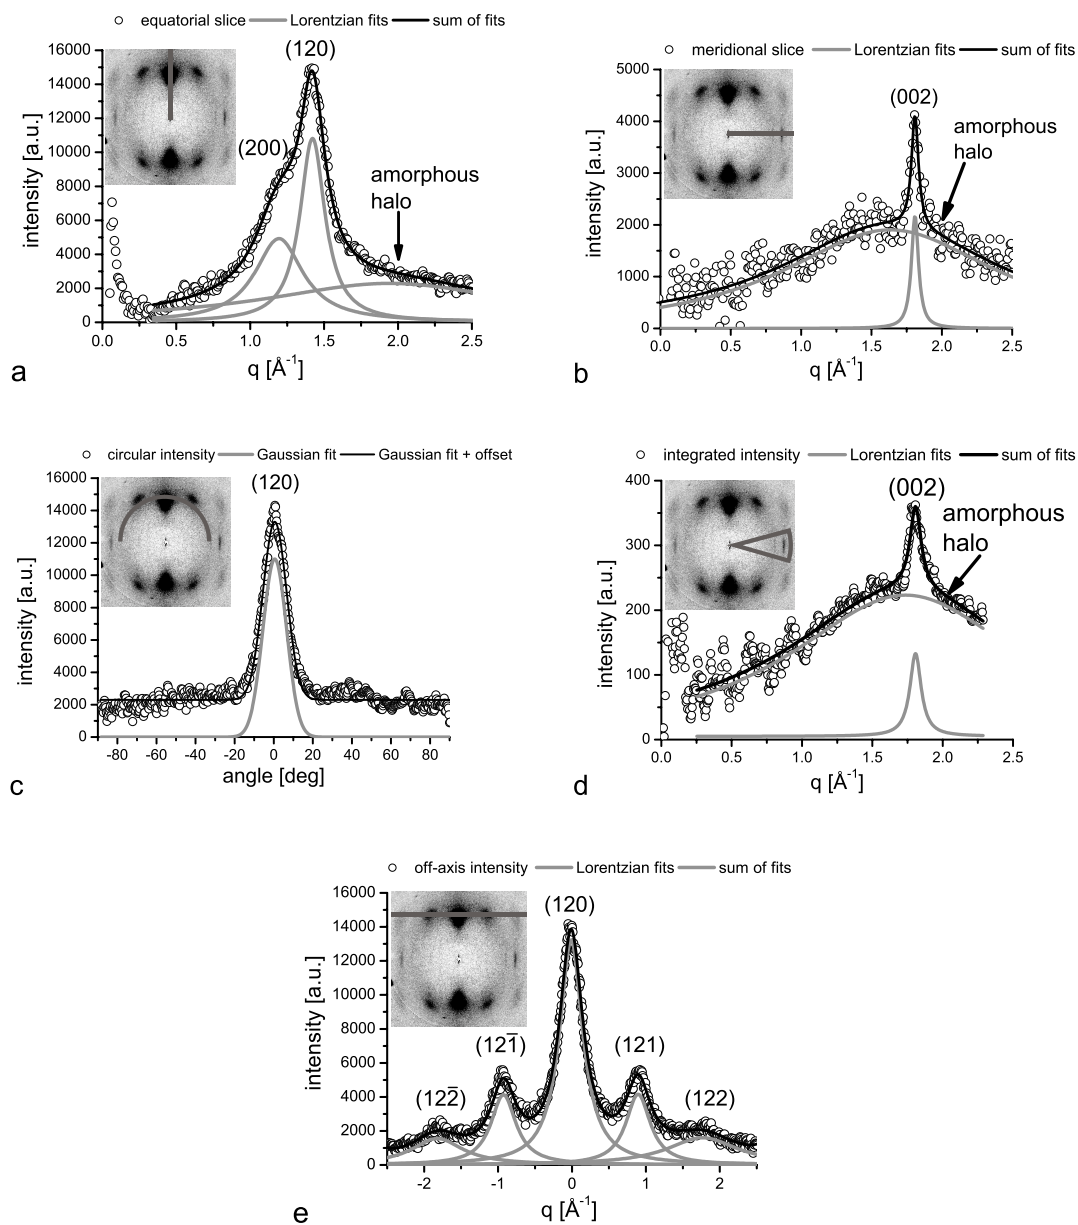 equatorial slice Lorentzian fits sum of fits
16000
14000
12000
10000
8000
6000
4000
2000
0
intensity [a.u.]
(120)
(200)
amorphous
halo
0.0 0.5 1.0 1.5 2.0 2.5
q [Å-1]
a
meridional slice Lorentzian fits sum of fits
5000
4000
3000
2000
1000
0
intensity [a.u.]
(002)
amorphous
halo
0.0 0.5 1.0 1.5 2.0 2.5
q [Å-1]
b
circular intensity Gaussian fit Gaussian fit + offset
16000
14000
12000
10000
8000
6000
4000
2000
0
intensity [a.u.]
(120)
-80 -60 -40 -20 0 20 40 60 80
angle [deg]
c
integrated intensity Lorentzian fits sum of fits
400
300
200
100
0
intensity [a.u.]
(002)
amorphous
halo
0.0 0.5 1.0 1.5 2.0 2.5
q [Å-1]
d
off-axis intensity Lorentzian fits sum of fits
16000
14000
12000
10000
8000
6000
4000
2000
0
intensity [a.u.]
(120)
(121̅) (121)
(122̅) (122)
-2 -1 0 1 2
q [Å-1]
e